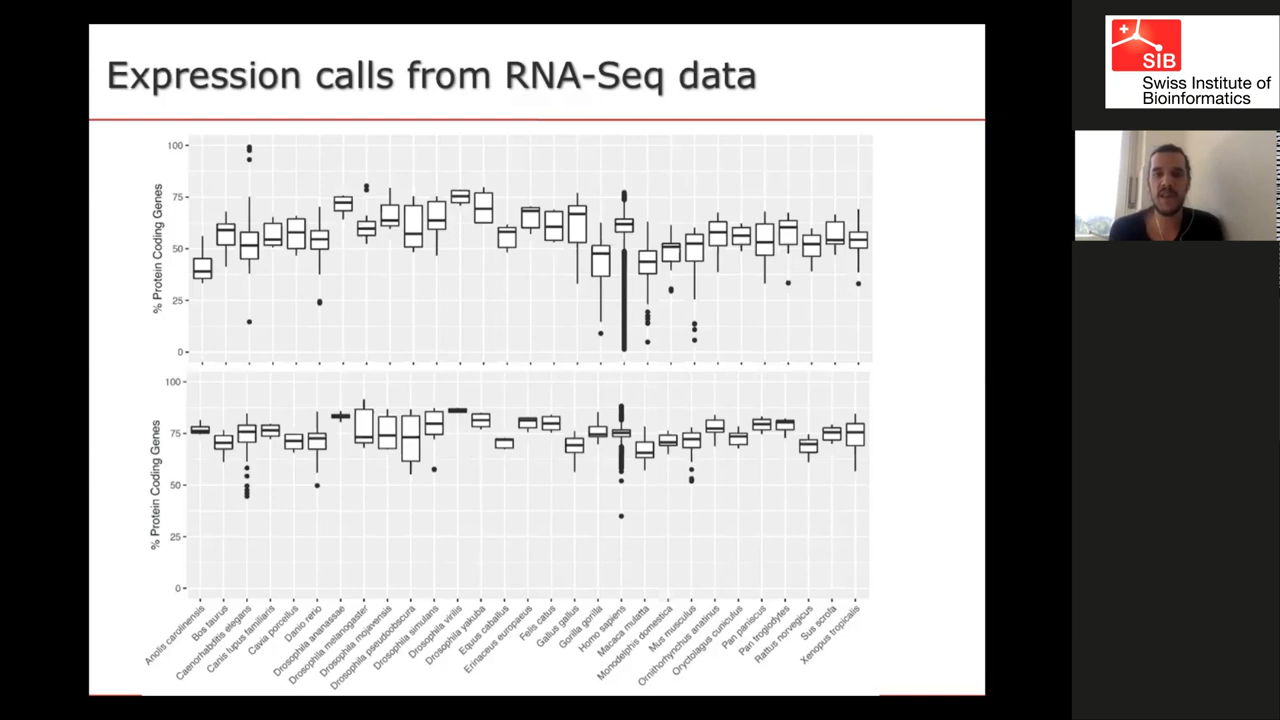 Expression calls from RNA-Seq data
SIB
Swiss Institute of
Bioinformatics
% Protein Coding Genes
100
75
50
25
0
% Protein Coding Genes
100
75
50
25
0
Anolis carolinensis
Bos taurus
Caenorhabditis elegans
Canis lupus familiaris
Cavia porcellus
Danio rerio
Drosophila ananassae
Drosophila melanogaster
Drosophila mojavensis
Drosophila pseudoobscura
Drosophila simulans
Drosophila virilis
Drosophila yakuba
Equus caballus
Erinaceus europaeus
Felis catus
Gallus gallus
Gorilla gorilla
Homo sapiens
Macaca mulatta
Monodelphis domestica
Mus musculus
Ornithorhynchus anatinus
Oryctolagus cuniculus
Pan paniscus
Pan troglodytes
Rattus norvegicus
Sus scrofa
Xenopus tropicalis